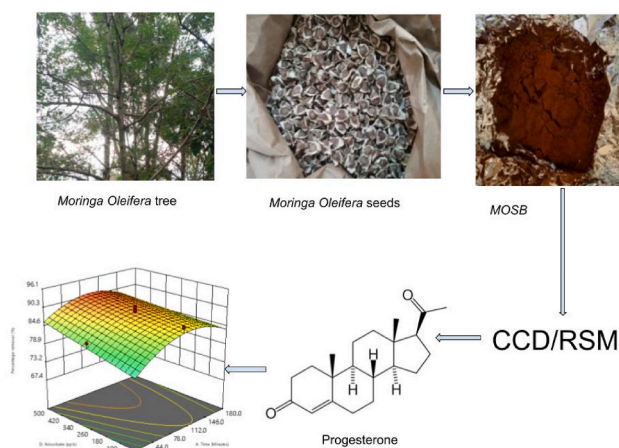 Moringa Oleifera tree
Moringa Oleifera seeds
MOSB
CCD/RSM
Progesterone
O
H
H
H
O
96.1
90.3
84.6
78.9
73.2
67.4
500
420
340
260
180
180.0
146.0
112.0
78.0
44.0